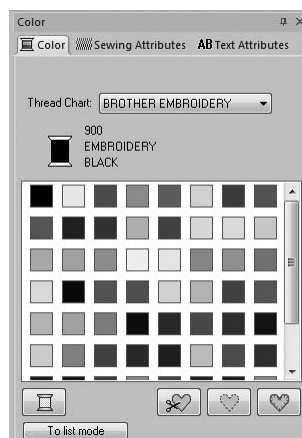 Color
Color Sewing Attributes AB Text Attributes
Thread Chart: BROTHER EMBROIDERY
900
EMBROIDERY
BLACK
To list mode